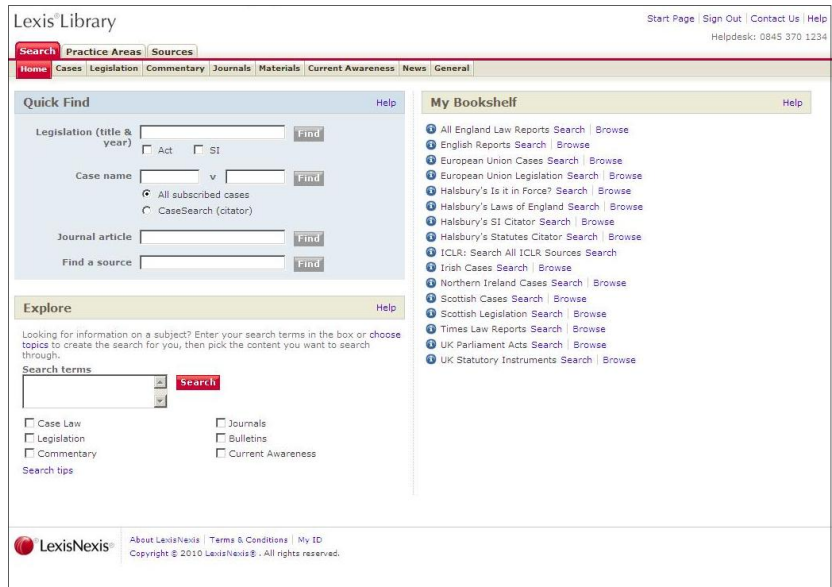 Lexis®Library
Start Page | Sign Out | Contact Us | Help
Helpdesk: 0845 370 1234
Search Practice Areas Sources
Home Cases Legislation Commentary Journals Materials Current Awareness News General
Quick Find Help
Legislation (title & year) Find
Act SI
Case name v Find
All subscribed cases
CaseSearch (citator)
Journal article Find
Find a source Find
Explore Help
Looking for information on a subject? Enter your search terms in the box or choose
topics to create the search for you, then pick the content you want to search
through.
Search terms
Search
Case Law Journals
Legislation Bulletins
Commentary Current Awareness
Search tips
My Bookshelf Help
All England Law Reports Search | Browse
English Reports Search | Browse
European Union Cases Search | Browse
European Union Legislation Search | Browse
Halsbury's Is it in Force? Search | Browse
Halsbury's Laws of England Search | Browse
Halsbury's SI Citator Search | Browse
Halsbury's Statutes Citator Search | Browse
ICLR: Search All ICLR Sources Search
Irish Cases Search | Browse
Northern Ireland Cases Search | Browse
Scottish Cases Search | Browse
Scottish Legislation Search | Browse
Times Law Reports Search | Browse
UK Parliament Acts Search | Browse
UK Statutory Instruments Search | Browse
LexisNexis®
About LexisNexis | Terms & Conditions | My ID
Copyright © 2010 LexisNexis® . All rights reserved.